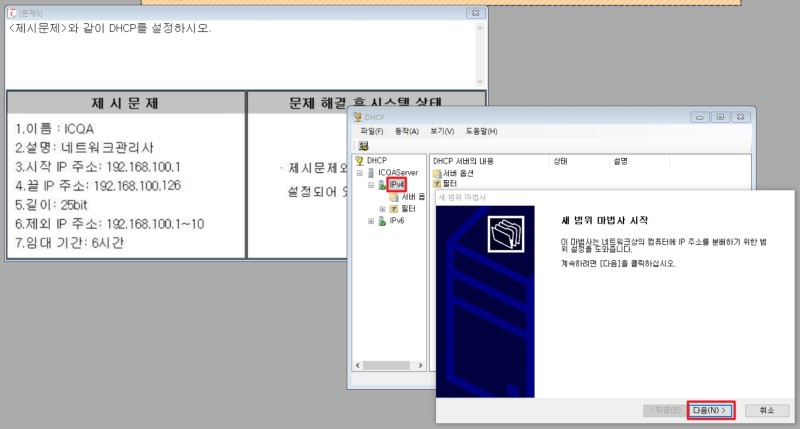 [문제5]
<제시문제>와 같이 DHCP를 설정하시오.
제 시 문 제
문제 해결 후 시스템 상태
1.이름 : ICQA
2.설명: 네트워크관리사
3.시작 IP 주소: 192.168.100.1
4.끝 IP 주소: 192.168.100.126
5.길이: 25bit
6.제외 IP 주소: 192.168.100.1~10
7.임대 기간: 6시간
· 제시문제와
설정되어 있
DHCP
파일(F) 동작(A) 보기(V) 도움말(H)
DHCP
ICQAServer
IPv4
서버 옵
필터
IPv6
DHCP 서버의 내용 상태 설명
서버 옵션
필터
새 범위 마법사
새 범위 마법사 시작
이 마법사는 네트워크상의 컴퓨터에 IP 주소를 분배하기 위한 범
위 설정을 도와줍니다.
계속하려면 [다음]을 클릭하십시오.
< 뒤로(B) 다음(N) > 취소